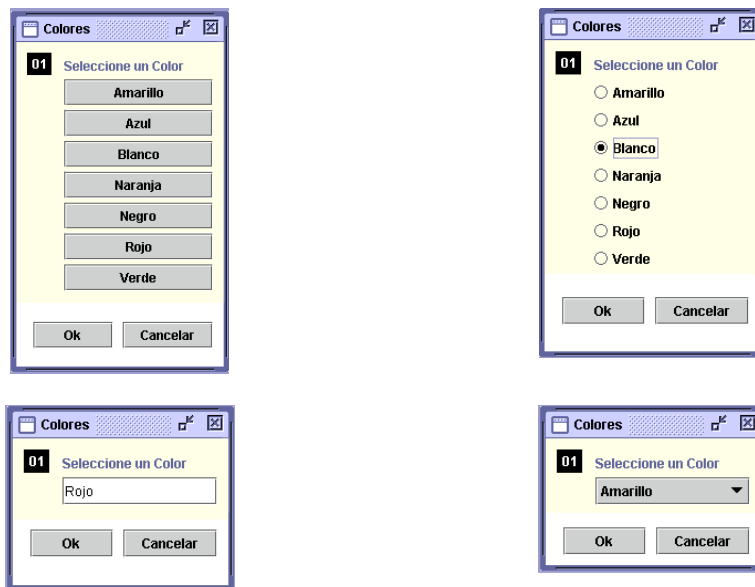 Colores
01 Seleccione un Color
Amarillo
Azul
Blanco
Naranja
Negro
Rojo
Verde
Ok Cancelar
Colores
01 Seleccione un Color
Amarillo
Azul
Blanco
Naranja
Negro
Rojo
Verde
Ok Cancelar
Colores
01 Seleccione un Color
Rojo
Ok Cancelar
Colores
01 Seleccione un Color
Amarillo
Ok Cancelar